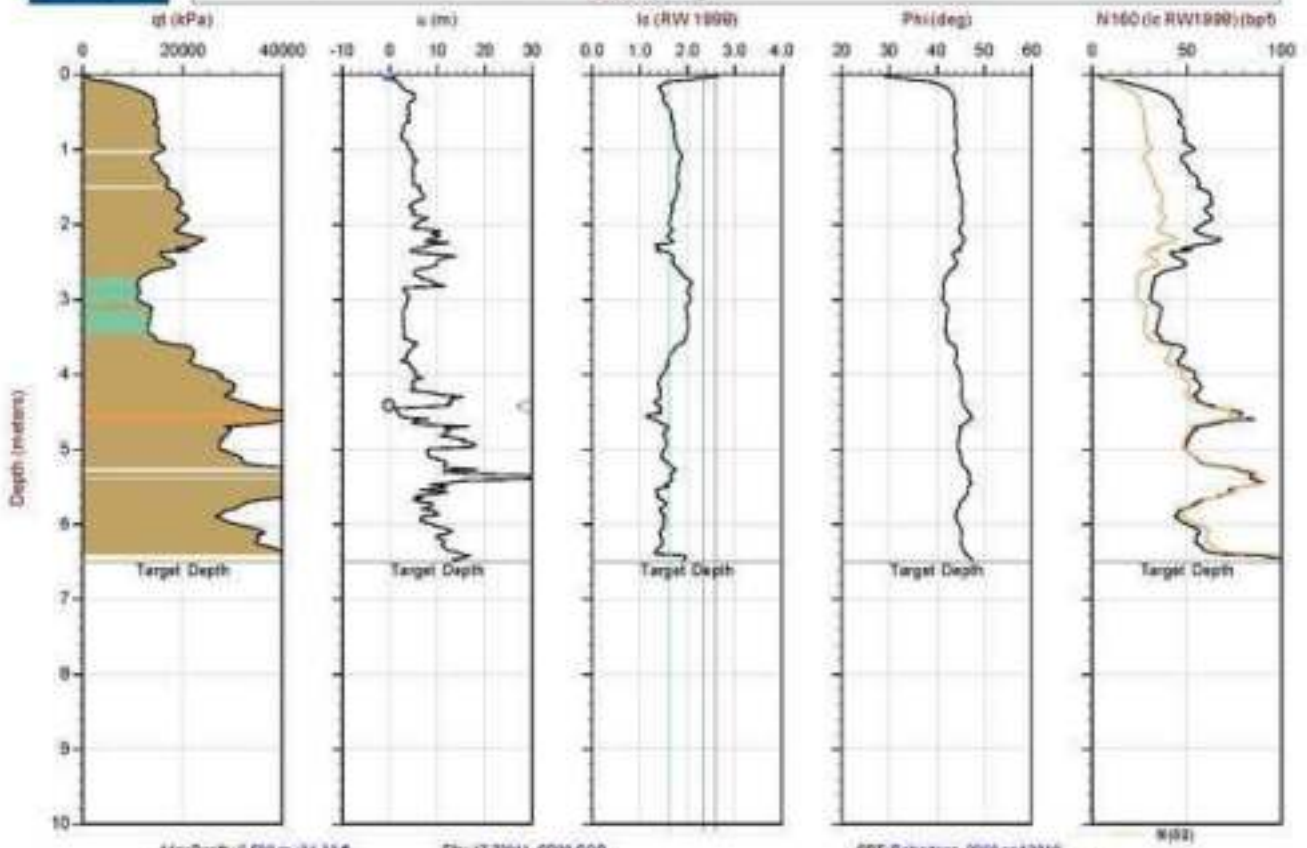 qt (kPa) u (m) Ic (RW 1998) Phi (deg) N160 (Ic RW1998) (bpf)
0 20000 40000 -10 0 10 20 30 0.0 1.0 2.0 3.0 4.0 20 30 40 50 60 0 50 100
0
1
2
3
4
Depth (meters)
5
6
Target Depth Target Depth Target Depth Target Depth Target Depth
7
8
9
10
N(60)